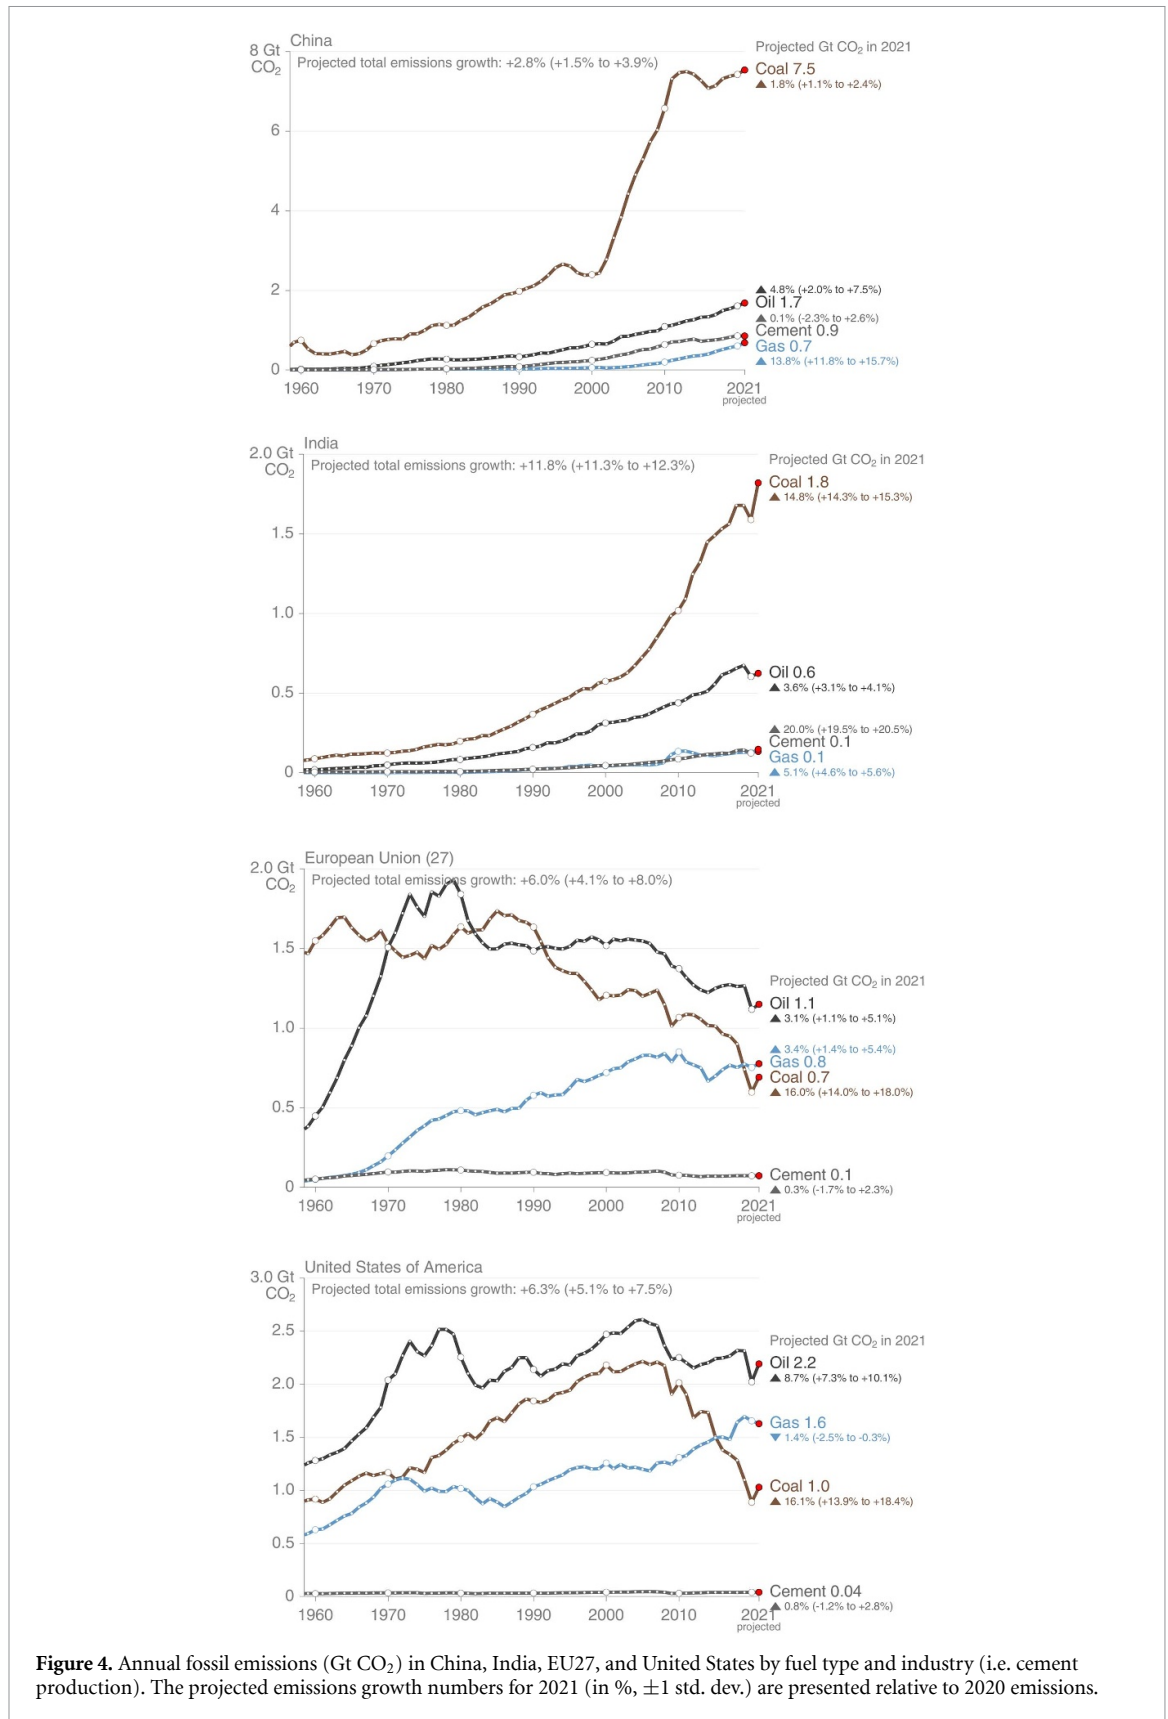 China
8 Gt
CO₂
Projected total emissions growth: +2.8% (+1.5% to +3.9%)
Projected Gt CO₂ in 2021
Coal 7.5
▲ 1.8% (+1.1% to +2.4%)
6
4
2
▲ 4.8% (+2.0% to +7.5%)
Oil 1.7
▲ 0.1% (-2.3% to +2.6%)
Cement 0.9
Gas 0.7
▲ 13.8% (+11.8% to +15.7%)
0
1960 1970 1980 1990 2000 2010 2021
projected
India
2.0 Gt
CO₂
Projected total emissions growth: +11.8% (+11.3% to +12.3%)
Projected Gt CO₂ in 2021
Coal 1.8
▲ 14.8% (+14.3% to +15.3%)
1.5
1.0
Oil 0.6
▲ 3.6% (+3.1% to +4.1%)
0.5
▲ 20.0% (+19.5% to +20.5%)
Cement 0.1
Gas 0.1
▲ 5.1% (+4.6% to +5.6%)
0
1960 1970 1980 1990 2000 2010 2021
projected
European Union (27)
2.0 Gt
CO₂
Projected total emissions growth: +6.0% (+4.1% to +8.0%)
1.5
Projected Gt CO₂ in 2021
Oil 1.1
▲ 3.1% (+1.1% to +5.1%)
1.0
▲ 3.4% (+1.4% to +5.4%)
Gas 0.8
Coal 0.7
▲ 16.0% (+14.0% to +18.0%)
0.5
Cement 0.1
▲ 0.3% (-1.7% to +2.3%)
0
1960 1970 1980 1990 2000 2010 2021
projected
United States of America
3.0 Gt
CO₂
Projected total emissions growth: +6.3% (+5.1% to +7.5%)
2.5
Projected Gt CO₂ in 2021
Oil 2.2
▲ 8.7% (+7.3% to +10.1%)
2.0
Gas 1.6
▼ 1.4% (-2.5% to -0.3%)
1.5
Coal 1.0
▲ 16.1% (+13.9% to +18.4%)
1.0
0.5
Cement 0.04
▲ 0.8% (-1.2% to +2.8%)
0
1960 1970 1980 1990 2000 2010 2021
projected
Figure 4. Annual fossil emissions (Gt CO₂) in China, India, EU27, and United States by fuel type and industry (i.e. cement
production). The projected emissions growth numbers for 2021 (in %, ±1 std. dev.) are presented relative to 2020 emissions.